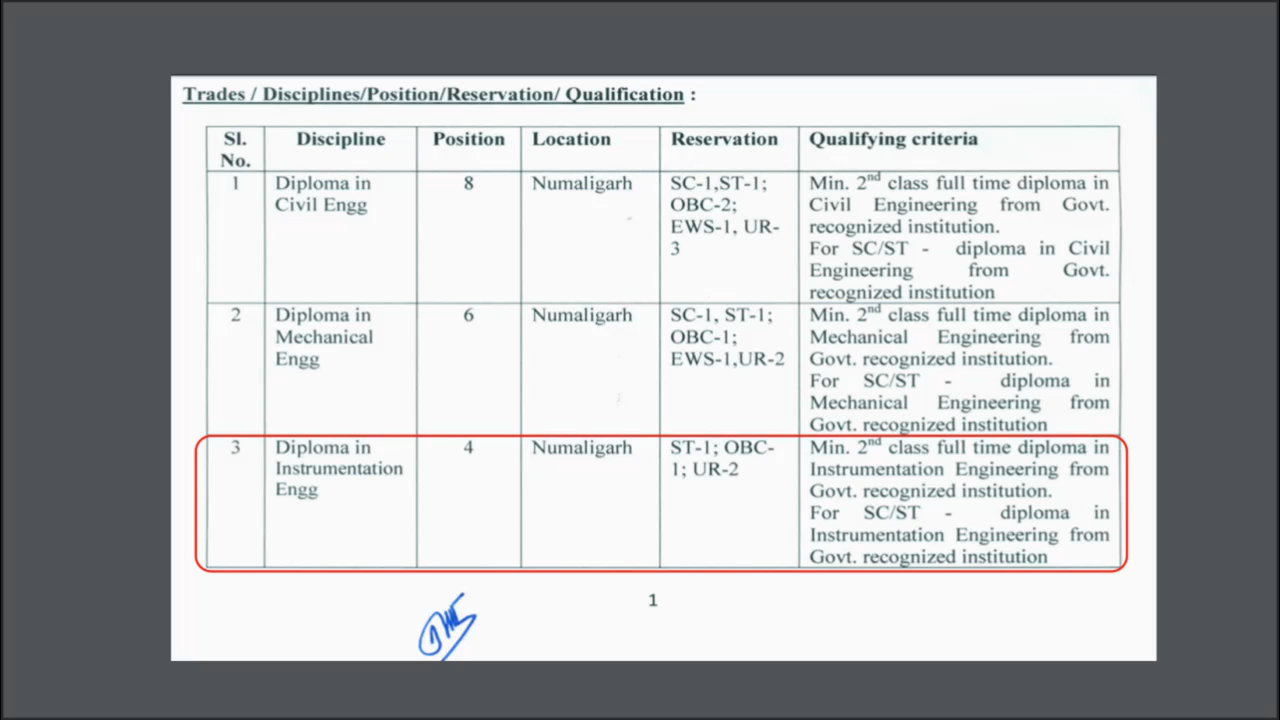 Trades / Disciplines/Position/Reservation/ Qualification :
Sl. No. Discipline Position Location Reservation Qualifying criteria
1 Diploma in Civil Engg 8 Numaligarh SC-1,ST-1; OBC-2; EWS-1, UR-3 Min. 2nd class full time diploma in
Civil Engineering from Govt.
recognized institution.
For SC/ST - diploma in Civil
Engineering from Govt.
recognized institution
2 Diploma in Mechanical Engg 6 Numaligarh SC-1, ST-1; OBC-1; EWS-1,UR-2 Min. 2nd class full time diploma in
Mechanical Engineering from
Govt. recognized institution.
For SC/ST - diploma in
Mechanical Engineering from
Govt. recognized institution
3 Diploma in Instrumentation Engg 4 Numaligarh ST-1; OBC-1; UR-2 Min. 2nd class full time diploma in
Instrumentation Engineering from
Govt. recognized institution.
For SC/ST - diploma in
Instrumentation Engineering from
Govt. recognized institution
1